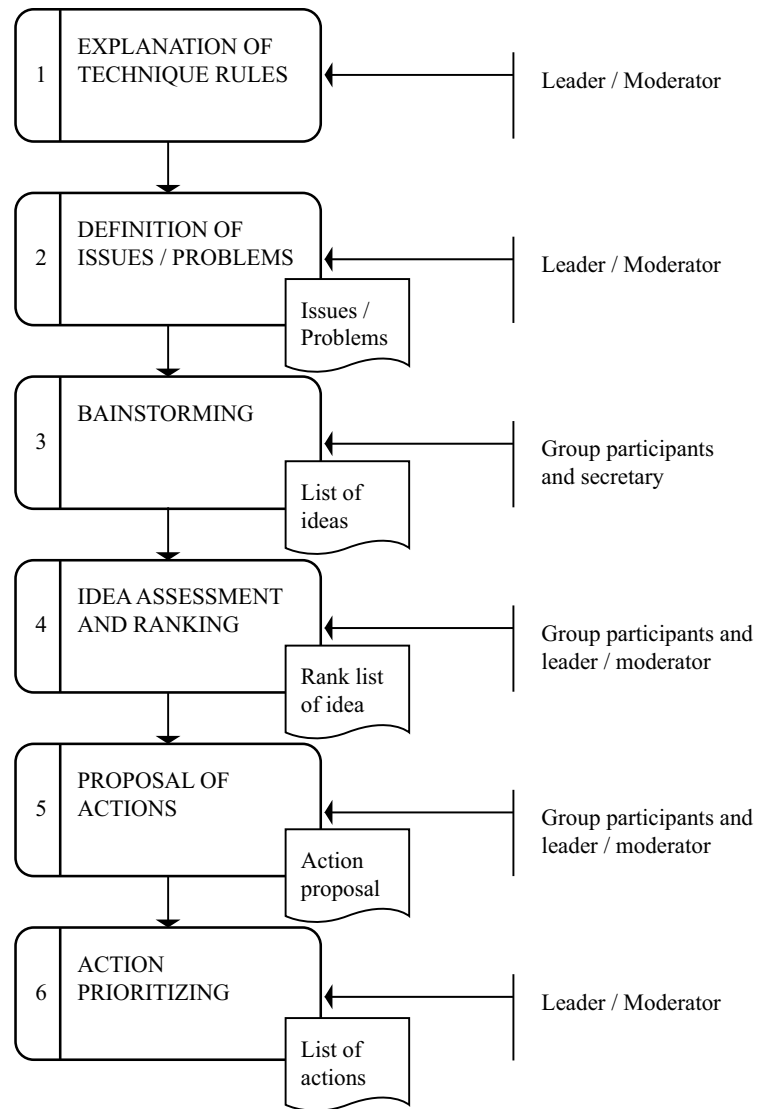 1
EXPLANATION OF
TECHNIQUE RULES
Leader / Moderator
2
DEFINITION OF
ISSUES / PROBLEMS
Leader / Moderator
Issues /
Problems
3
BAINSTORMING
Group participants
and secretary
List of
ideas
4
IDEA ASSESSMENT
AND RANKING
Group participants and
leader / moderator
Rank list
of idea
5
PROPOSAL OF
ACTIONS
Group participants and
leader / moderator
Action
proposal
6
ACTION
PRIORITIZING
Leader / Moderator
List of
actions